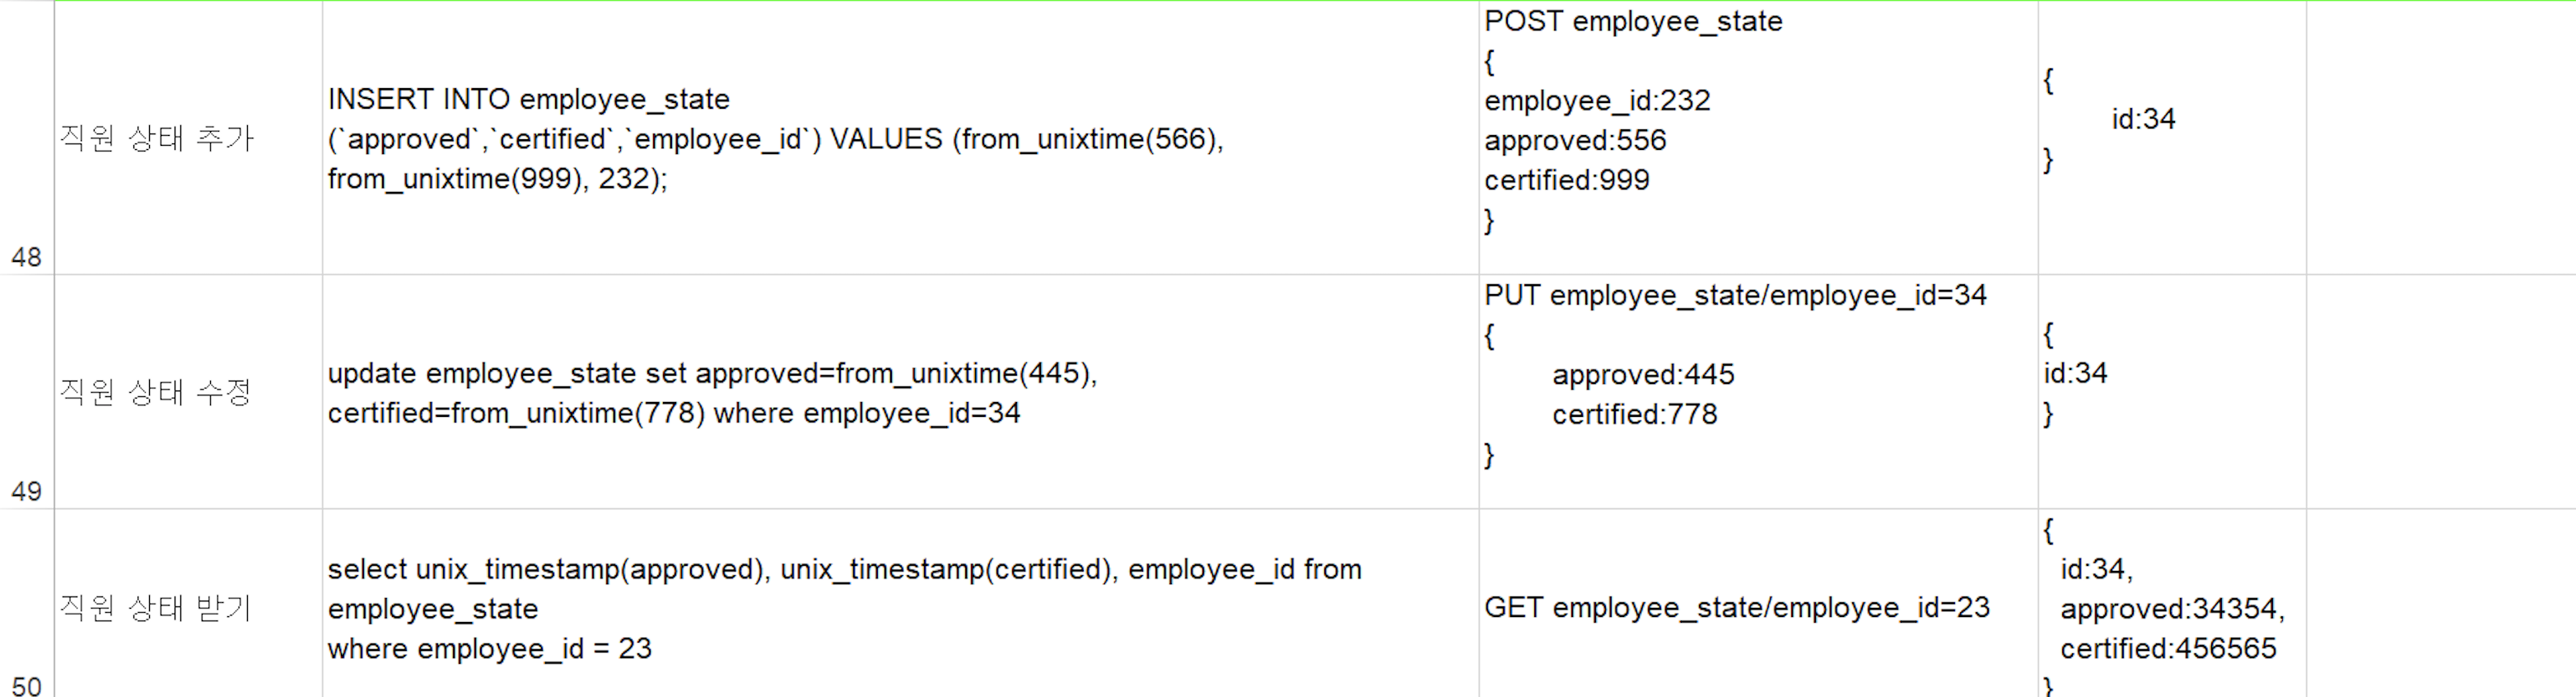 직원 상태 추가
INSERT INTO employee_state
(`approved`,`certified`,`employee_id`) VALUES (from_unixtime(566),
from_unixtime(999), 232);
POST employee_state
{
employee_id:232
approved:556
certified:999
}
{
id:34
}
48
직원 상태 수정
update employee_state set approved=from_unixtime(445),
certified=from_unixtime(778) where employee_id=34
PUT employee_state/employee_id=34
{
approved:445
certified:778
}
{
id:34
}
49
직원 상태 받기
select unix_timestamp(approved), unix_timestamp(certified), employee_id from
employee_state
where employee_id = 23
GET employee_state/employee_id=23
{
id:34,
approved:34354,
certified:456565
}
50